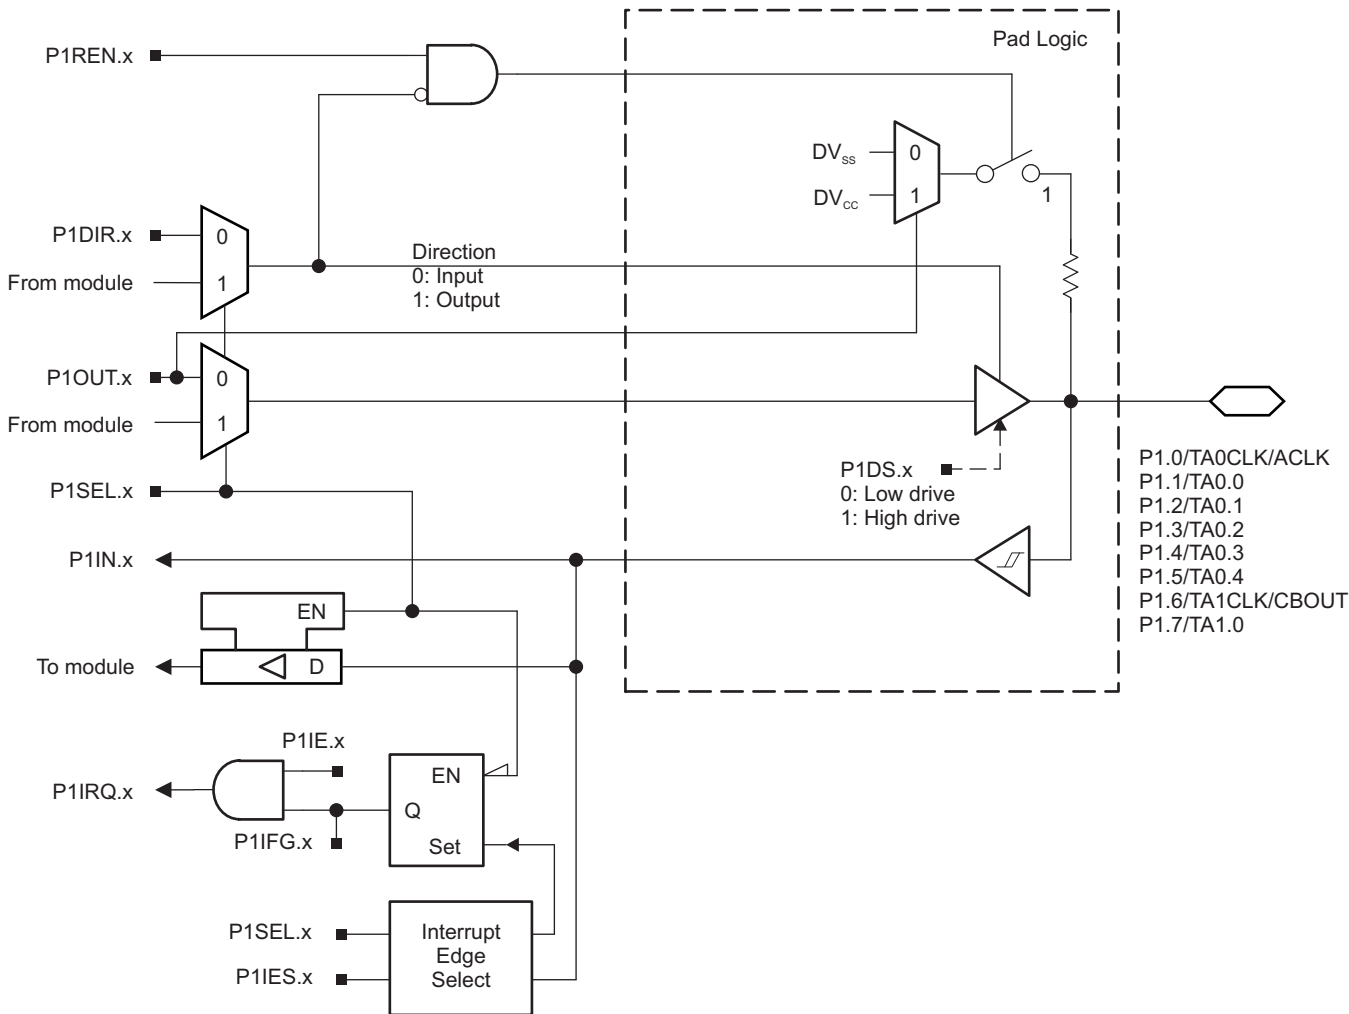 Pad Logic
P1REN.x
DVSS
0
DVCC
1
1
P1DIR.x
0
From module
1
Direction
0: Input
1: Output
P1OUT.x
0
From module
1
P1SEL.x
P1DS.x
0: Low drive
1: High drive
P1.0/TA0CLK/ACLK
P1.1/TA0.0
P1.2/TA0.1
P1.3/TA0.2
P1.4/TA0.3
P1.5/TA0.4
P1.6/TA1CLK/CBOUT
P1.7/TA1.0
P1IN.x
EN
To module
D
P1IE.x
P1IRQ.x
EN
Q
P1IFG.x
Set
P1SEL.x
P1IES.x
Interrupt
Edge
Select